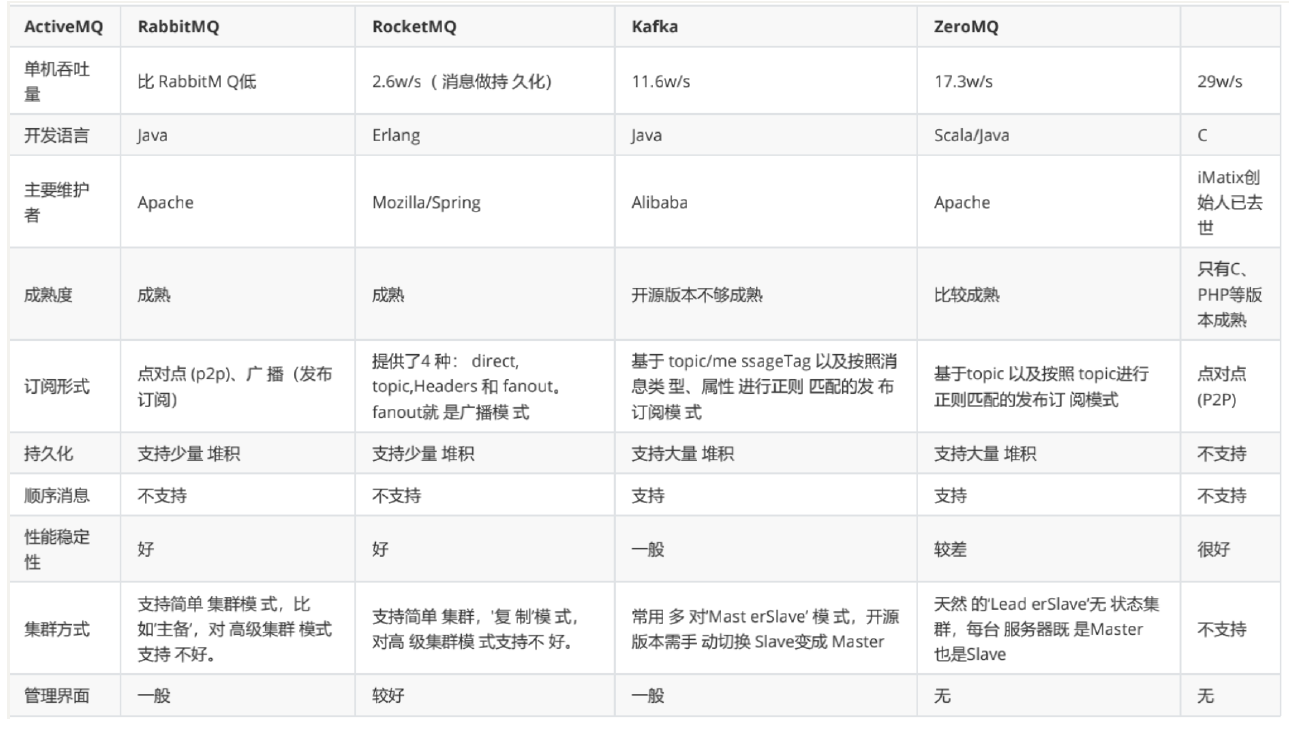 ActiveMQ RabbitMQ RocketMQ Kafka ZeroMQ
单机吞吐量 比 RabbitM Q低 2.6w/s（ 消息做持 久化） 11.6w/s 17.3w/s 29w/s
开发语言 Java Erlang Java Scala/Java C
主要维护者 Apache Mozilla/Spring Alibaba Apache iMatix创始人已去世
成熟度 成熟 成熟 开源版本不够成熟 比较成熟 只有C、PHP等版本成熟
订阅形式 点对点 (p2p)、广 播（发布订阅） 提供了4 种： direct, topic,Headers 和 fanout。fanout就 是广播模 式 基于 topic/me ssageTag 以及按照消息类 型、属性 进行正则 匹配的发 布订阅模 式 基于topic 以及按照 topic进行正则匹配的发布订 阅模式 点对点(P2P)
持久化 支持少量 堆积 支持少量 堆积 支持大量 堆积 支持大量 堆积 不支持
顺序消息 不支持 不支持 支持 支持 不支持
性能稳定性 好 好 一般 较差 很好
集群方式 支持简单 集群模 式，比如'主备'，对 高级集群 模式支持 不好。 支持简单 集群，'复 制'模 式，对高 级集群模 式支持不 好。 常用 多 对'Mast erSlave' 模 式，开源版本需手 动切换 Slave变成 Master 天然 的'Lead erSlave'无 状态集群，每台 服务器既 是Master也是Slave 不支持
管理界面 一般 较好 一般 无 无